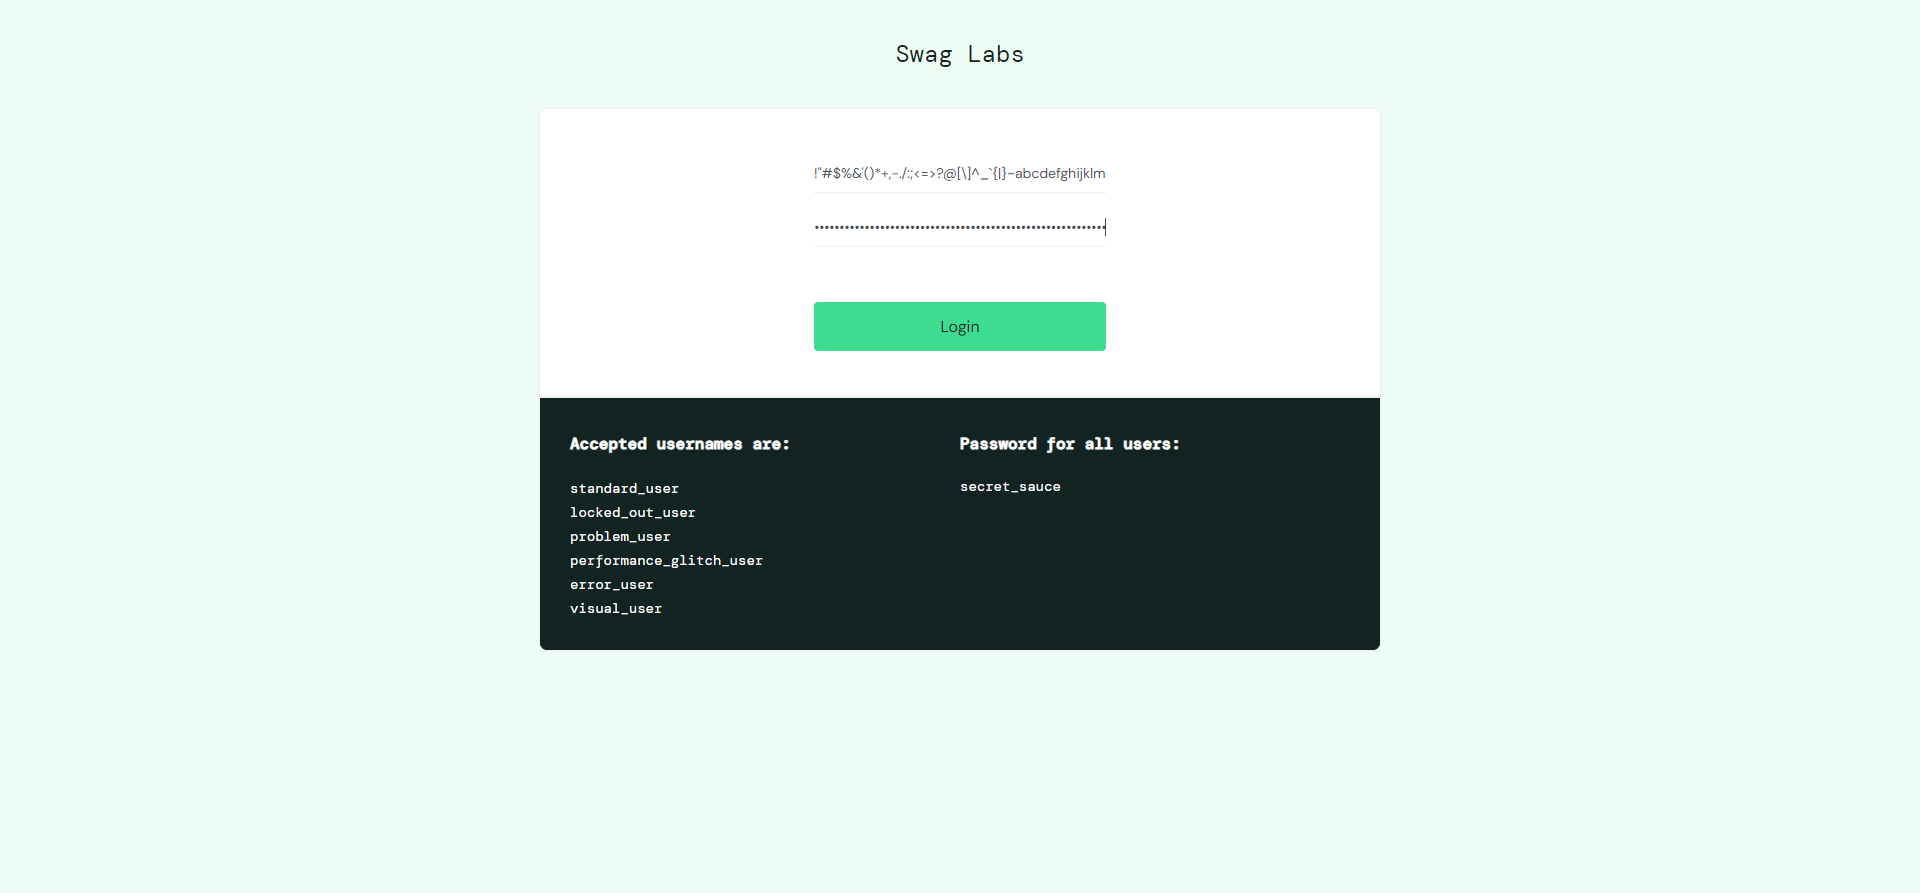 Swag Labs
!"#$%&'()*+,-./:;<=>?@[\]^_`{|}~abcdefghijklm
Login
Accepted usernames are:
standard_user
locked_out_user
problem_user
performance_glitch_user
error_user
visual_user
Password for all users:
secret_sauce